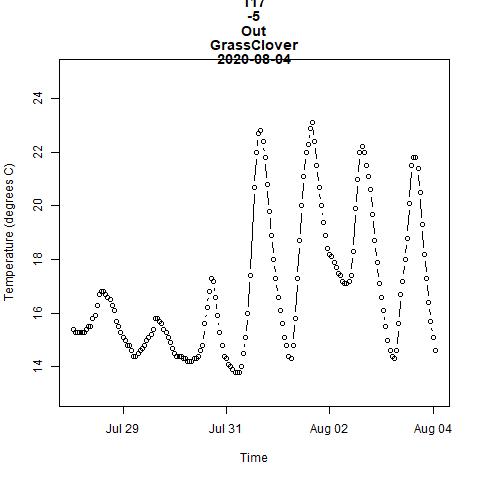 T17
-5
Out
GrassClover
2020-08-04
Temperature (degrees C)
24
22
20
18
16
14
Jul 29
Jul 31
Aug 02
Aug 04
Time